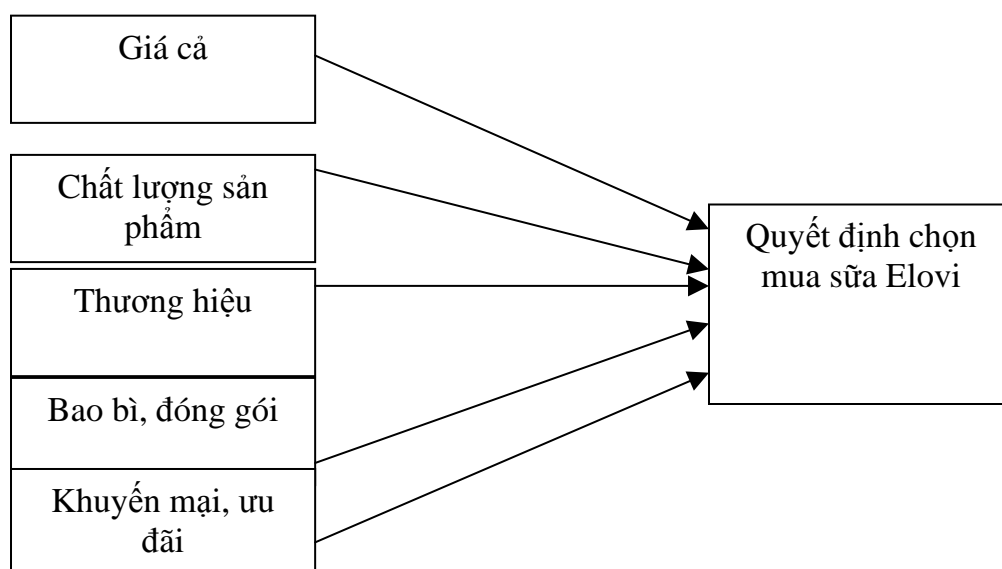 Giá cả
Chất lượng sản
phẩm
Quyết định chọn
mua sữa Elovi
Thương hiệu
Bao bì, đóng gói
Khuyến mại, ưu
đãi